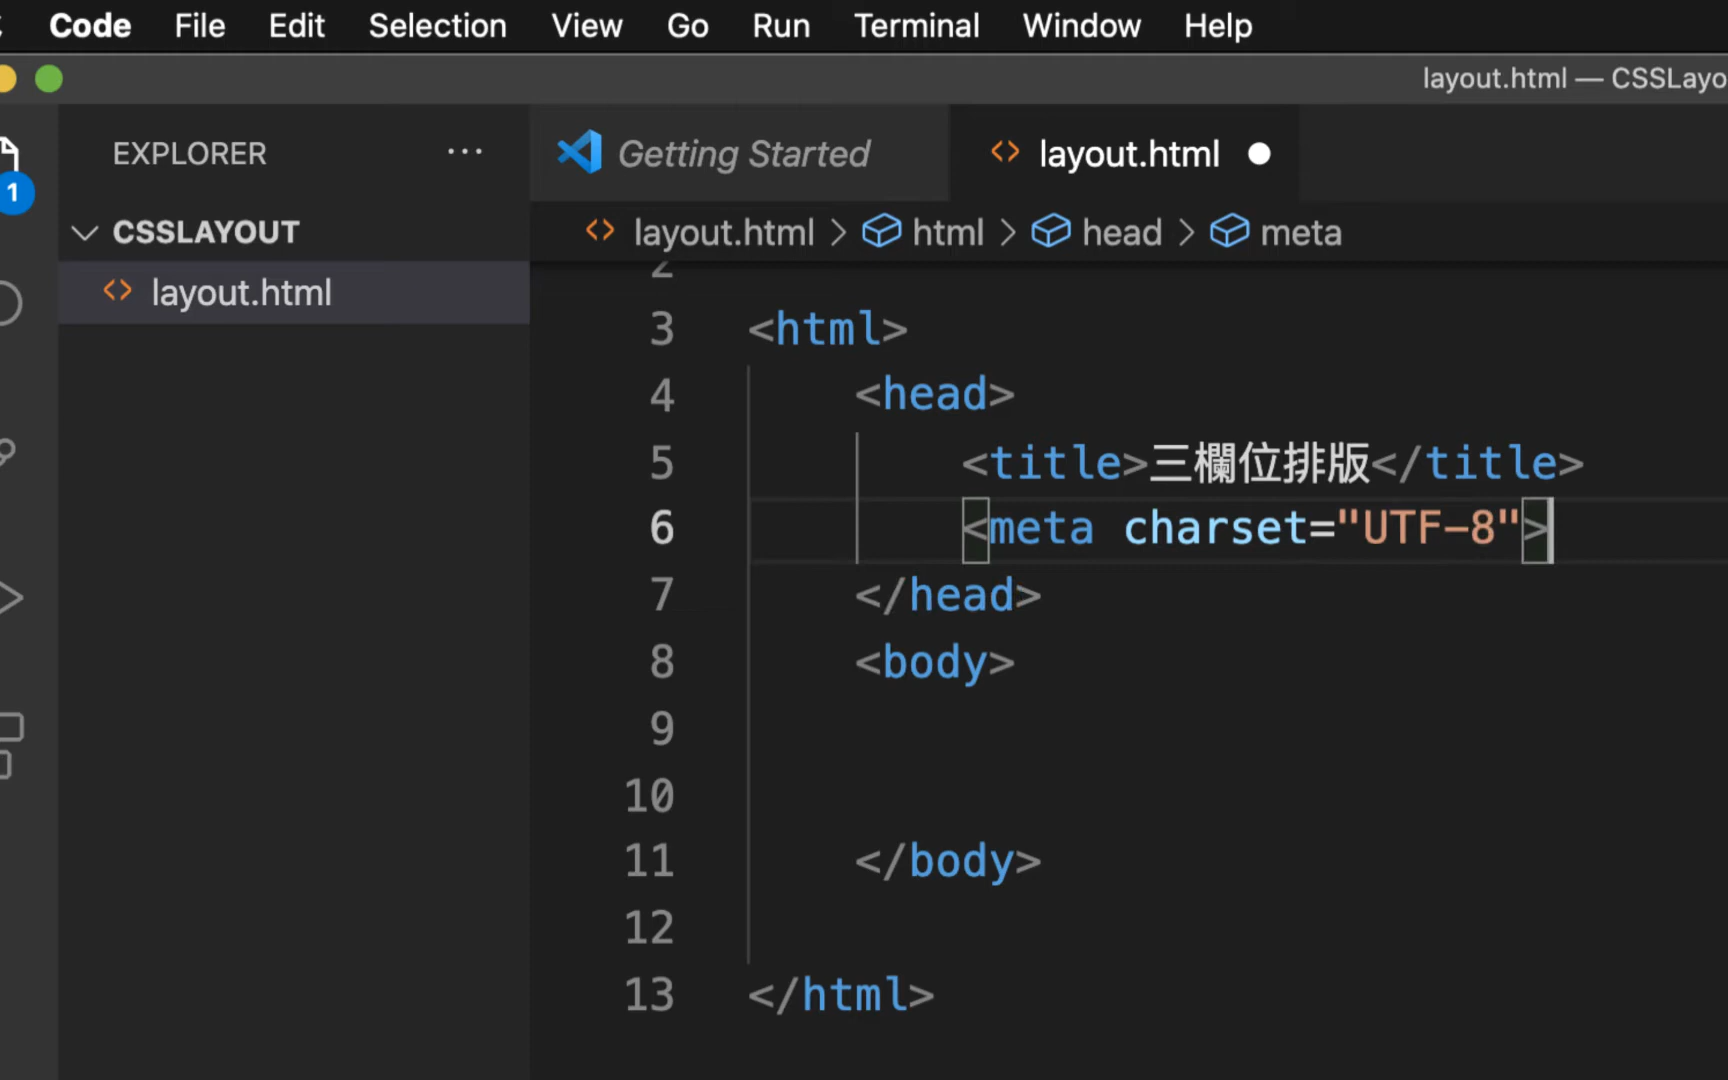 Code File Edit Selection View Go Run Terminal Window Help
layout.html — CSSLayo
EXPLORER ···
Getting Started
layout.html
1
CSSLAYOUT
layout.html > html > head > meta
layout.html
2
3 <html>
4 <head>
5 <title>三欄位排版</title>
6 <meta charset="UTF-8">
7 </head>
8 <body>
9
10
11 </body>
12
13 </html>